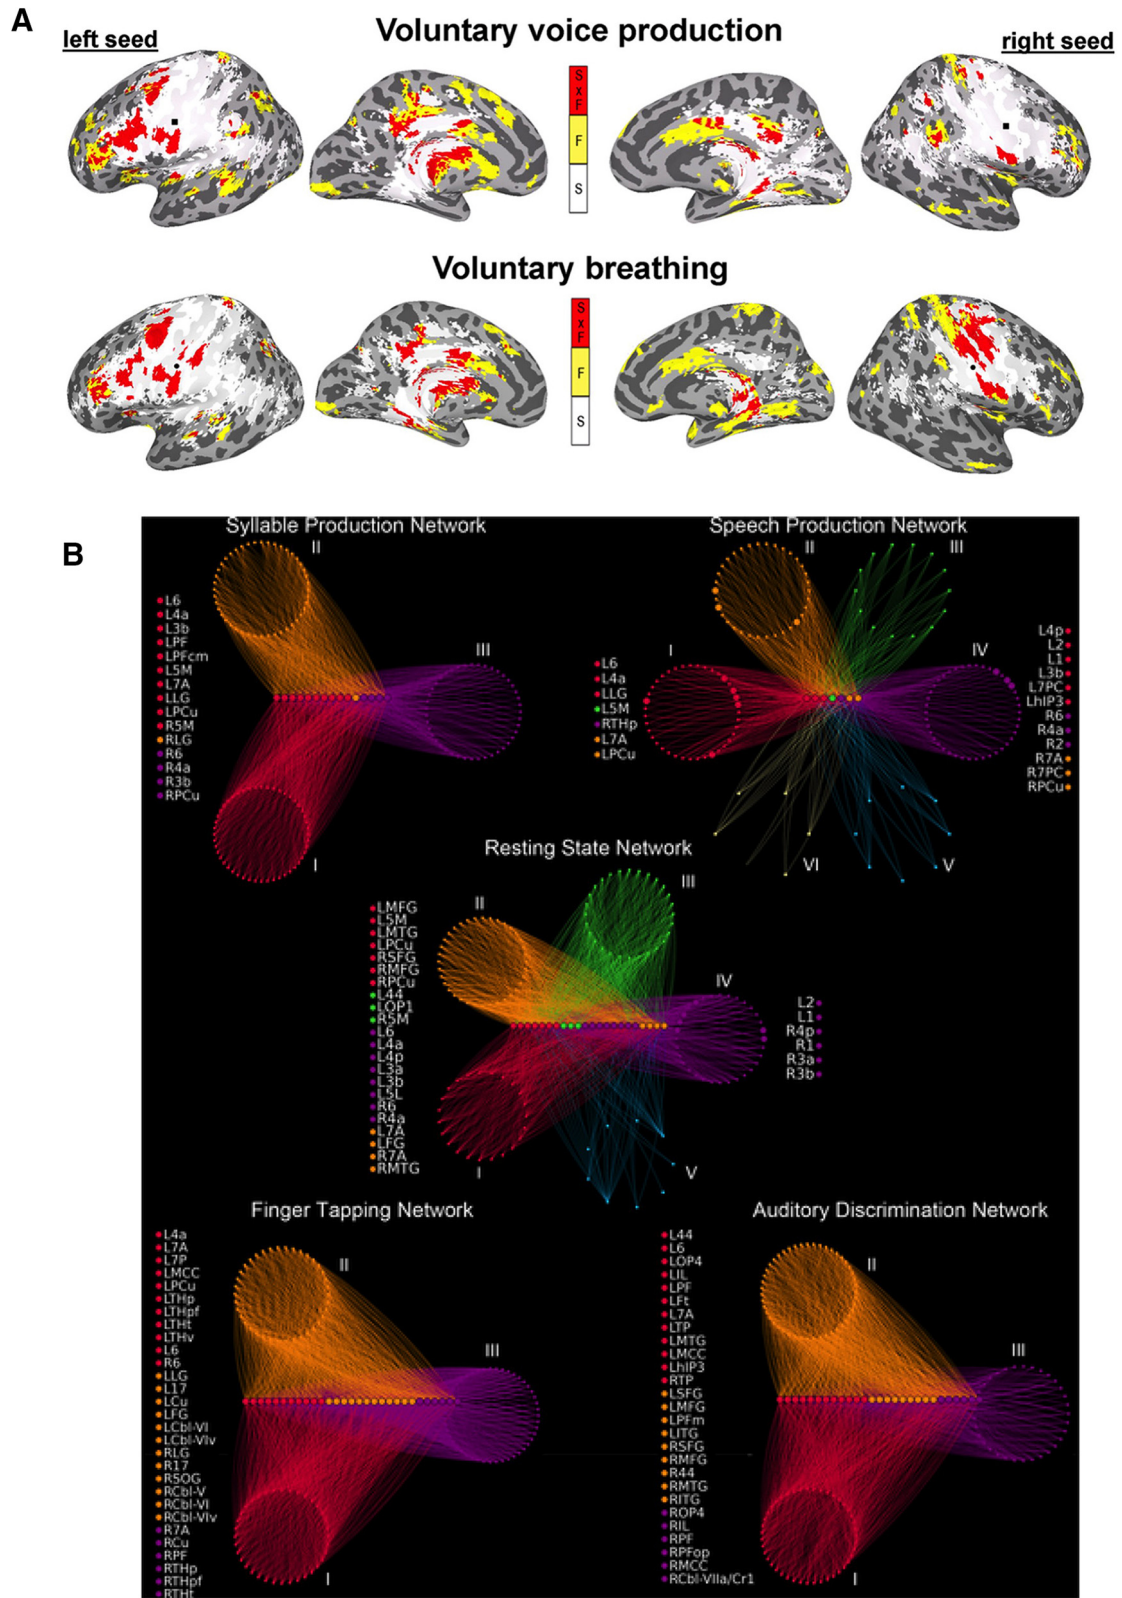 A
Voluntary voice production
left seed
right seed
S
x
F
F
S
Voluntary breathing
S
x
F
F
S
B
Syllable Production Network
II
L6
L4a
L3b
LPF
LPFcm
L5M
L7A
LLG
LPCu
R5M
RLG
R6
R4a
R3b
RPCu
III
I
Speech Production Network
II
III
I
IV
L6
L4a
LLG
L5M
RTHp
L7A
LPCu
L4p
L2
L1
L3b
L7PC
LhIP3
R6
R4a
R2
R7A
R7PC
RPCu
VI
V
Resting State Network
II
III
IV
LMFG
L5M
LMTG
LPCu
RSFG
RMFG
RPCu
L44
LOP1
R5M
L6
L4a
L4p
L3a
L3b
L5L
R6
R4a
L7A
LFG
R7A
RMTG
L2
L1
R4p
R1
R3a
R3b
I
V
Finger Tapping Network
L4a
L7A
L7P
LMCC
LPCu
LTHp
LTHpf
LTHt
LTHv
L6
R6
LLG
L17
LCu
LFG
LCbl-VI
LCbl-VIv
RLG
R17
R5OG
RCbl-V
RCbl-VI
RCbl-VIv
R7A
RCu
RPF
RTHp
RTHpf
RTHt
II
III
I
Auditory Discrimination Network
L44
L6
LOP4
LIL
LPF
LFt
L7A
LTP
LMTG
LMCC
LhIP3
RTP
LSFG
LMFG
LPFm
LITG
RSFG
RMFG
R44
RMTG
RITG
ROP4
RIL
RPF
RPFop
RMCC
RCbl-VIIa/Cr1
II
III
I